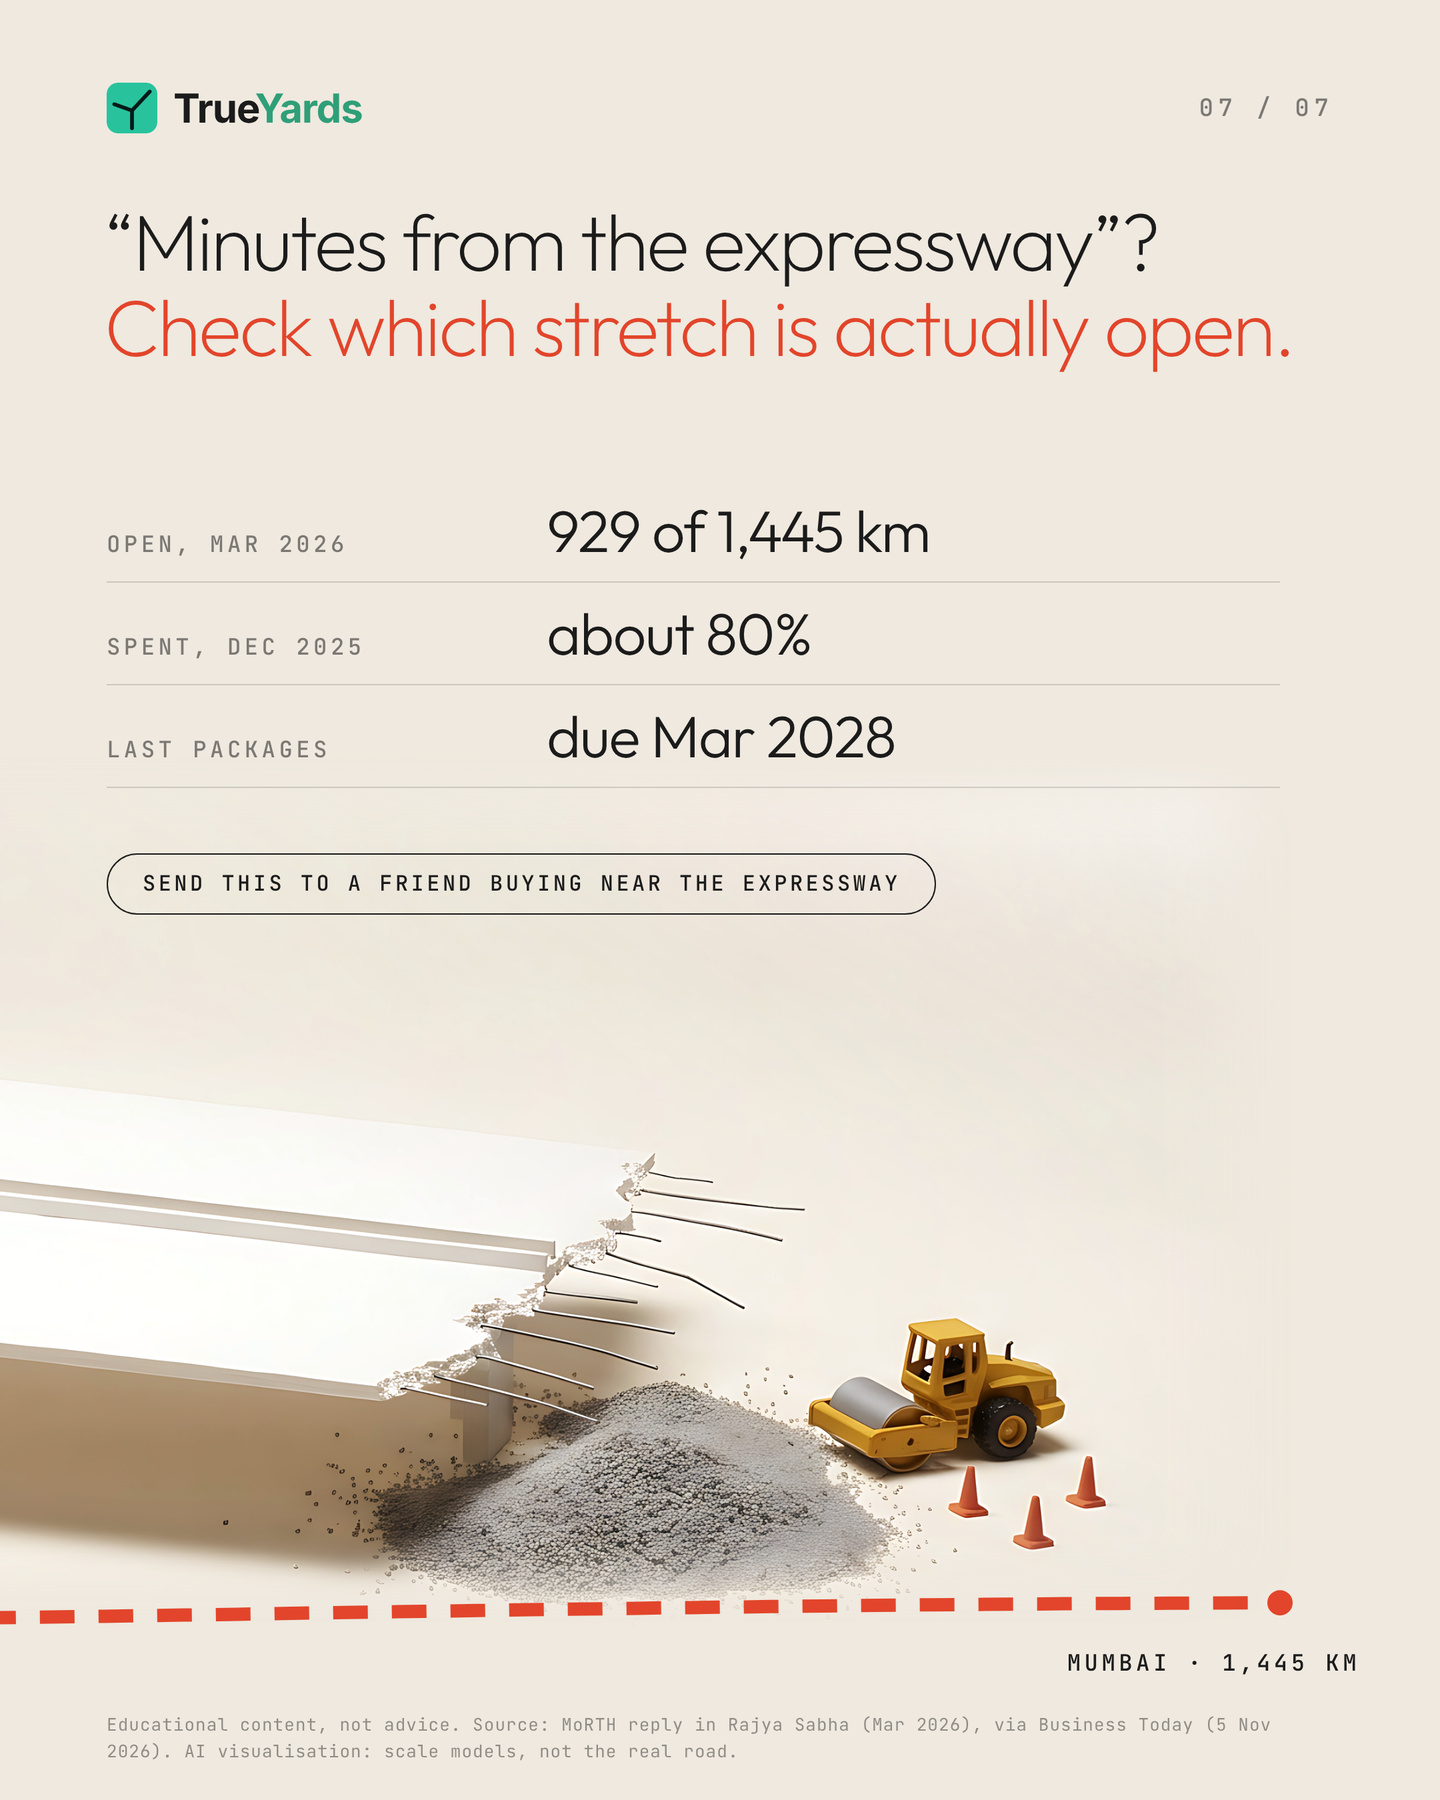 TrueYards
07 / 07
“Minutes from the expressway”?
Check which stretch is actually open.
OPEN, MAR 2026
929 of 1,445 km
SPENT, DEC 2025
about 80%
LAST PACKAGES
due Mar 2028
SEND THIS TO A FRIEND BUYING NEAR THE EXPRESSWAY
MUMBAI · 1,445 KM
Educational content, not advice. Source: MoRTH reply in Rajya Sabha (Mar 2026), via Business Today (5 Nov
2026). AI visualisation: scale models, not the real road.